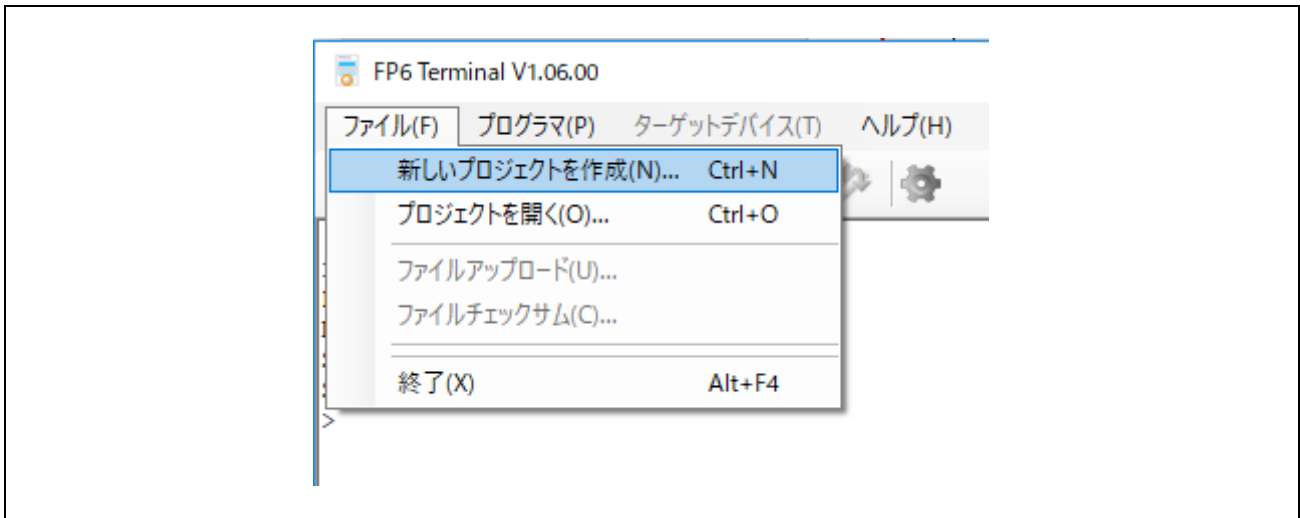 FP6 Terminal V1.06.00
ファイル(F) プログラマ(P) ターゲットデバイス(T) ヘルプ(H)
新しいプロジェクトを作成(N)... Ctrl+N
プロジェクトを開く(O)... Ctrl+O
ファイルアップロード(U)...
ファイルチェックサム(C)...
終了(X) Alt+F4
>